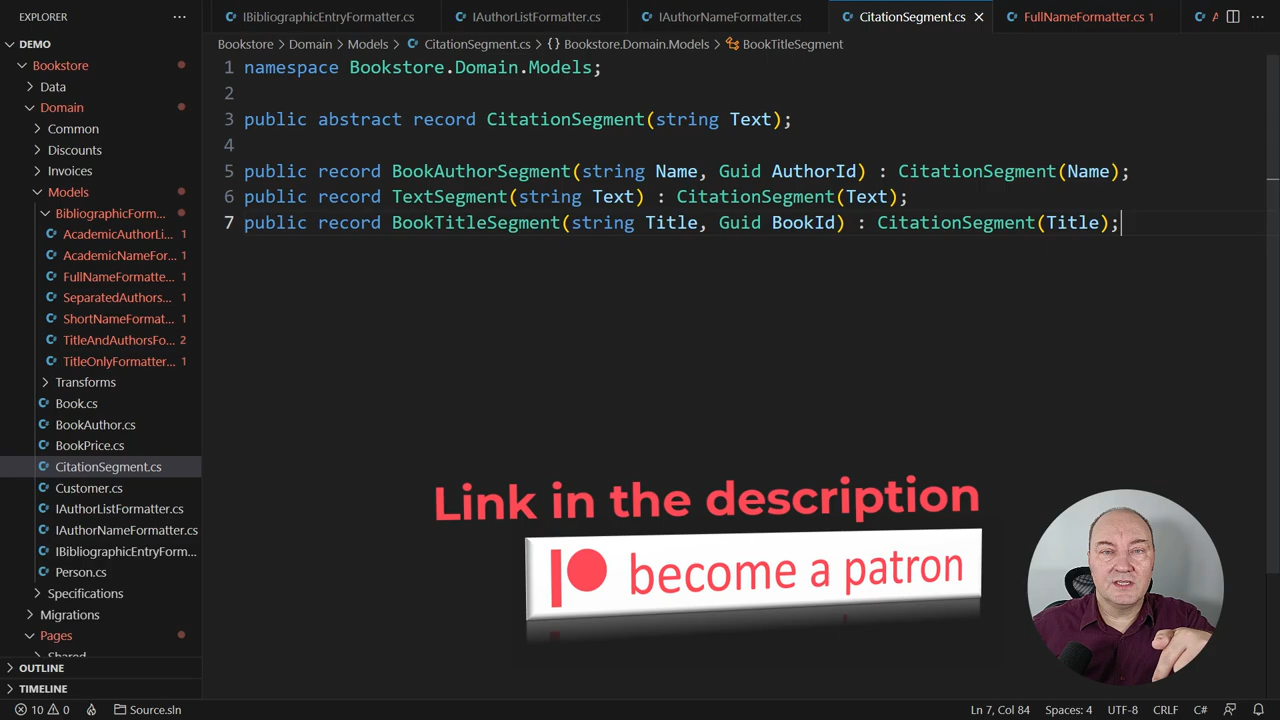 EXPLORER
DEMO
Bookstore
Data
Domain
Common
Discounts
Invoices
Models
BibliographicForm...
AcademicAuthorLi... 1
AcademicNameFor... 1
FullNameFormatte... 1
SeparatedAuthors... 1
ShortNameFormat... 1
TitleAndAuthorsFo... 2
TitleOnlyFormatter... 1
Transforms
Book.cs
BookAuthor.cs
BookPrice.cs
CitationSegment.cs
Customer.cs
IAuthorListFormatter.cs
IAuthorNameFormatter.cs
IBibliographicEntryForm...
Person.cs
Specifications
Migrations
Pages
OUTLINE
TIMELINE
IBibliographicEntryFormatter.cs
IAuthorListFormatter.cs
IAuthorNameFormatter.cs
CitationSegment.cs
FullNameFormatter.cs 1
Bookstore > Domain > Models > CitationSegment.cs > {} Bookstore.Domain.Models > BookTitleSegment
1 namespace Bookstore.Domain.Models;
2
3 public abstract record CitationSegment(string Text);
4
5 public record BookAuthorSegment(string Name, Guid AuthorId) : CitationSegment(Name);
6 public record TextSegment(string Text) : CitationSegment(Text);
7 public record BookTitleSegment(string Title, Guid BookId) : CitationSegment(Title);
Link in the description
become a patron
10 0 Source.sln
Ln 7, Col 84 Spaces: 4 UTF-8 CRLF C#